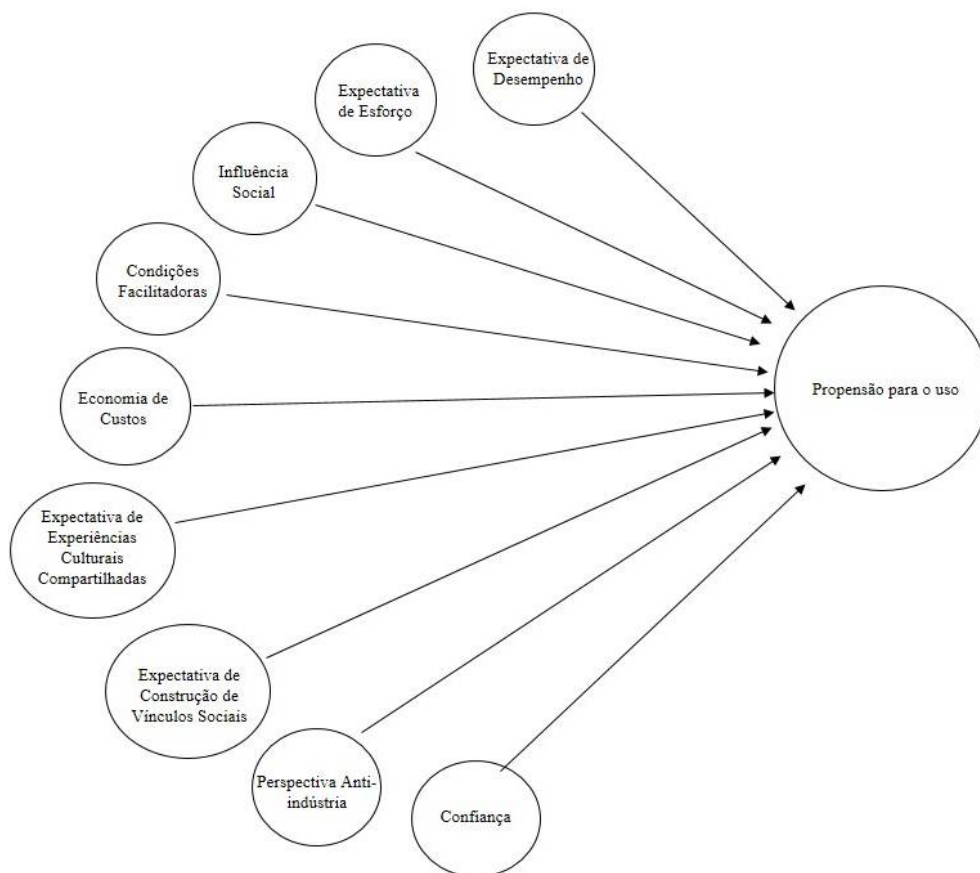 Expectativa de
Desempenho
Expectativa
de Esforço
Influência
Social
Condições
Facilitadoras
Economia de
Custos
Expectativa de
Experiências
Culturais
Compartilhadas
Expectativa de
Construção de
Vínculos Sociais
Perspectiva Anti-
indústria
Confiança
Propensão para o uso